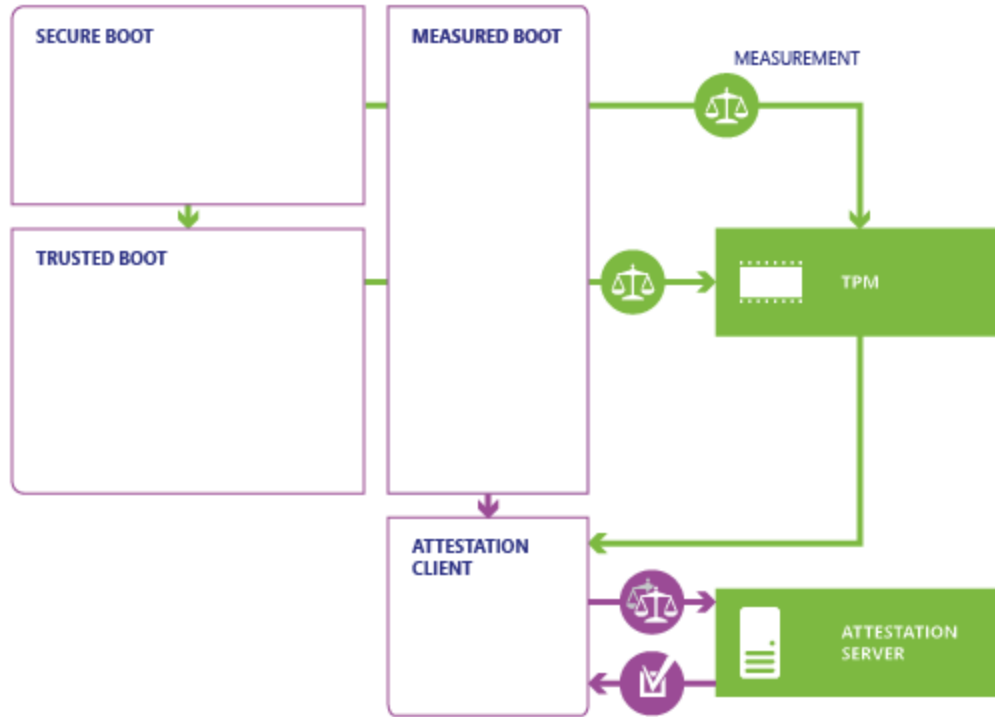 SECURE BOOT
MEASURED BOOT
MEASUREMENT
TRUSTED BOOT
TPM
ATTESTATION
CLIENT
ATTESTATION
SERVER